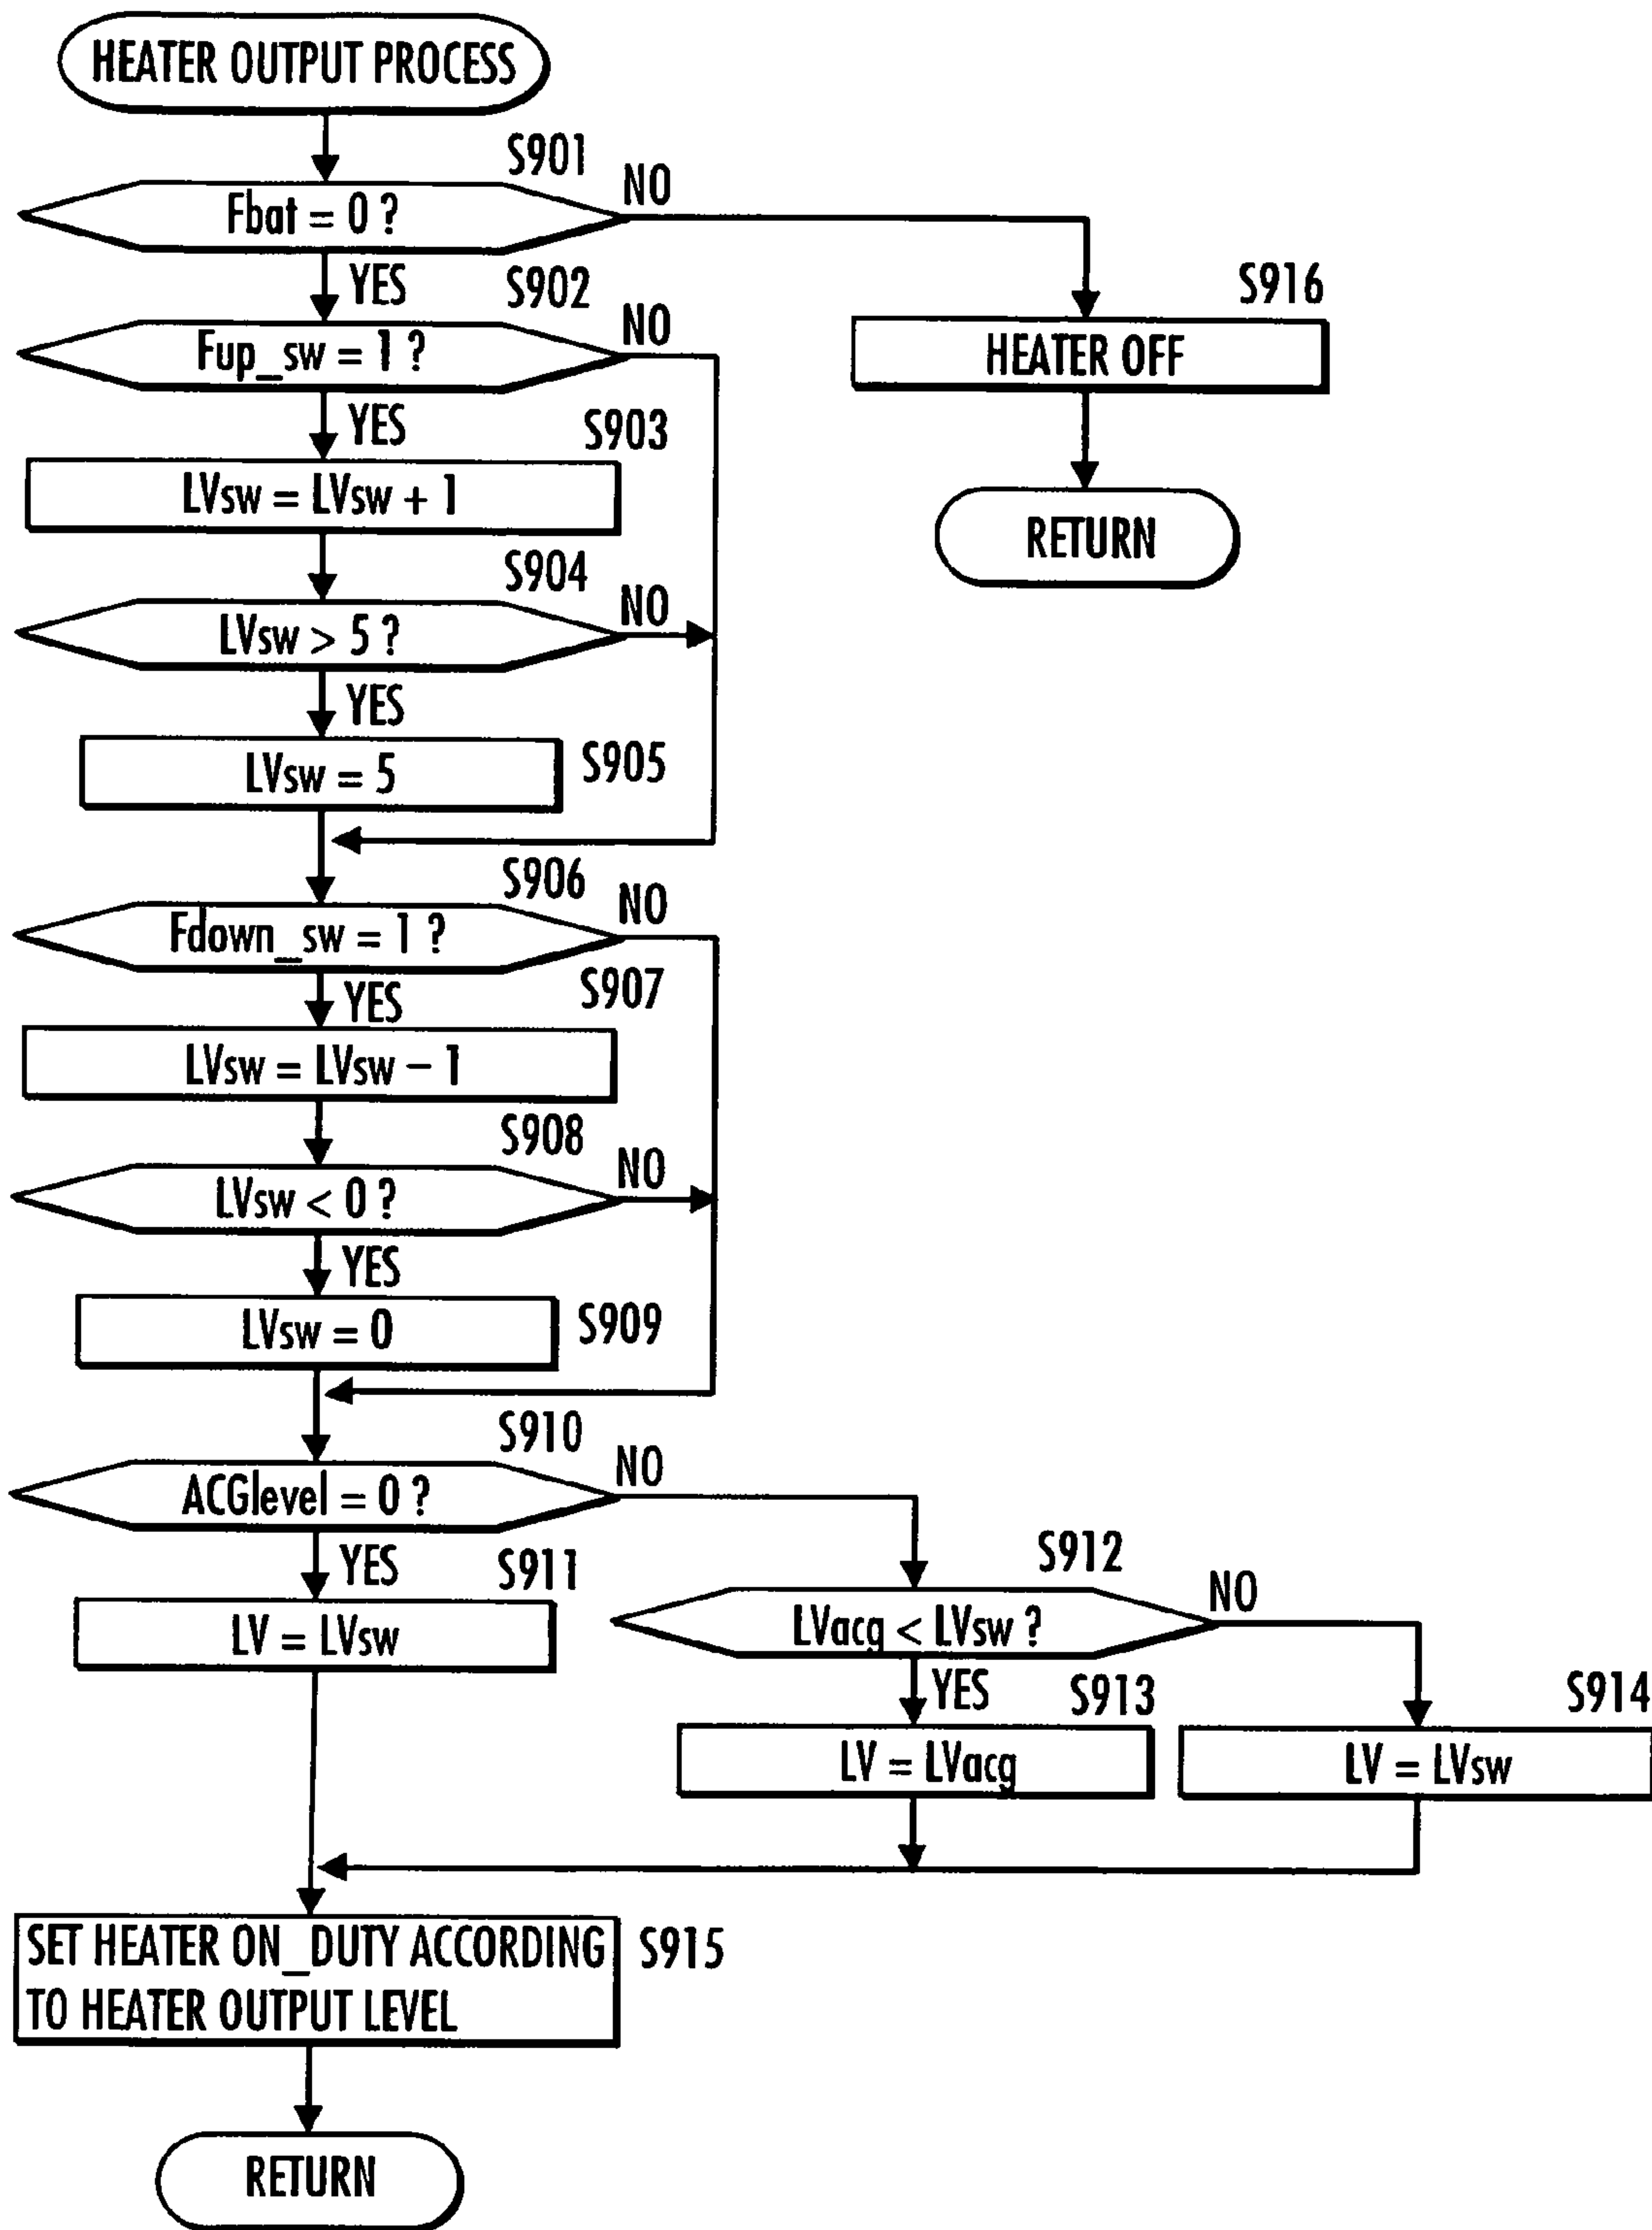 HEATER OUTPUT PROCESS
S901
Fbat = 0 ?
NO
YES
S902
Fup_sw = 1 ?
NO
S916
HEATER OFF
RETURN
YES
S903
LVsw = LVsw + 1
S904
LVsw > 5 ?
NO
YES
LVsw = 5
S905
S906
Fdown_sw = 1 ?
NO
YES
S907
LVsw = LVsw - 1
S908
LVsw < 0 ?
NO
YES
LVsw = 0
S909
S910
ACGlevel = 0 ?
NO
YES
S911
LV = LVsw
S912
LVacg < LVsw ?
NO
YES
S913
LV = LVacg
S914
LV = LVsw
SET HEATER ON_DUTY ACCORDING
TO HEATER OUTPUT LEVEL
S915
RETURN